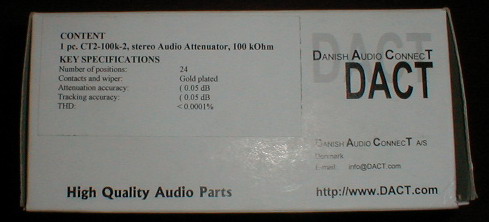 CONTENT
1 pc. CT2-100k-2, stereo Audio Attenuator, 100 kOhm
KEY SPECIFICATIONS
Number of positions: 24
Contacts and wiper: Gold plated
Attenuation accuracy: ( 0.05 dB
Tracking accuracy: ( 0.05 dB
THD: < 0.0001%
DACT
DANISH AUDIO CONNECT
DACT
DANISH AUDIO CONNECT A/S
Denmark
E-mail: info@DACT.com
High Quality Audio Parts
http://www.DACT.com